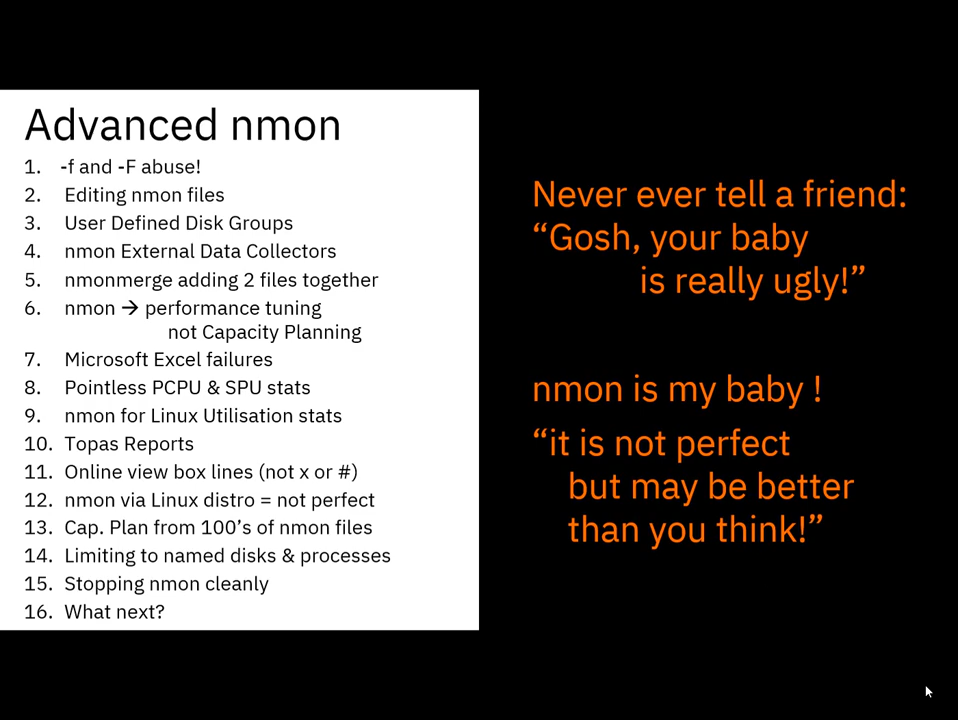 Advanced nmon
1. -f and -F abuse!
2. Editing nmon files
3. User Defined Disk Groups
4. nmon External Data Collectors
5. nmonmerge adding 2 files together
6. nmon → performance tuning
not Capacity Planning
7. Microsoft Excel failures
8. Pointless PCPU & SPU stats
9. nmon for Linux Utilisation stats
10. Topas Reports
11. Online view box lines (not x or #)
12. nmon via Linux distro = not perfect
13. Cap. Plan from 100’s of nmon files
14. Limiting to named disks & processes
15. Stopping nmon cleanly
16. What next?
Never ever tell a friend:
“Gosh, your baby
is really ugly!”
nmon is my baby !
“it is not perfect
but may be better
than you think!”